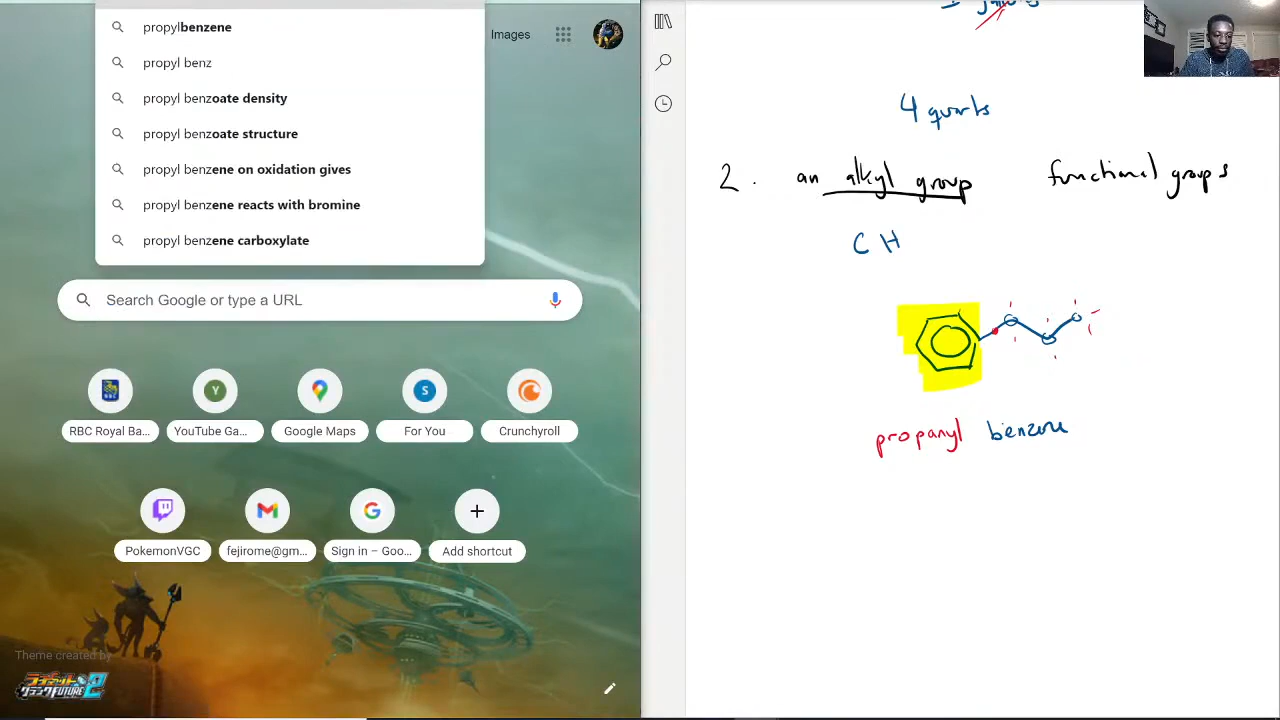 propylbenzene
propyl benz
propyl benzoate density
propyl benzoate structure
propyl benzene on oxidation gives
propyl benzene reacts with bromine
propyl benzene carboxylate
Images
Search Google or type a URL
RBC Royal Ba...
YouTube Ga...
Google Maps
For You
Crunchyroll
PokemonVGC
fejirome@gm...
Sign in – Goo...
Add shortcut
Theme created by
4 quarts
2. an alkyl group functional groups
C H
propanyl benzene